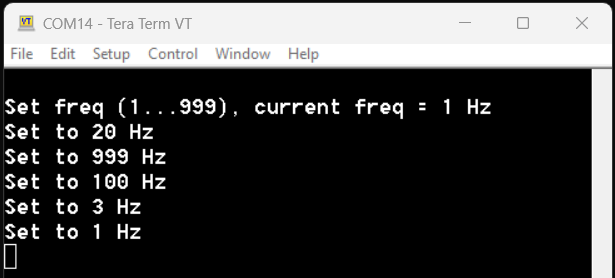 VT
COM14 - Tera Term VT
File Edit Setup Control Window Help
Set freq (1...999), current freq = 1 Hz
Set to 20 Hz
Set to 999 Hz
Set to 100 Hz
Set to 3 Hz
Set to 1 Hz